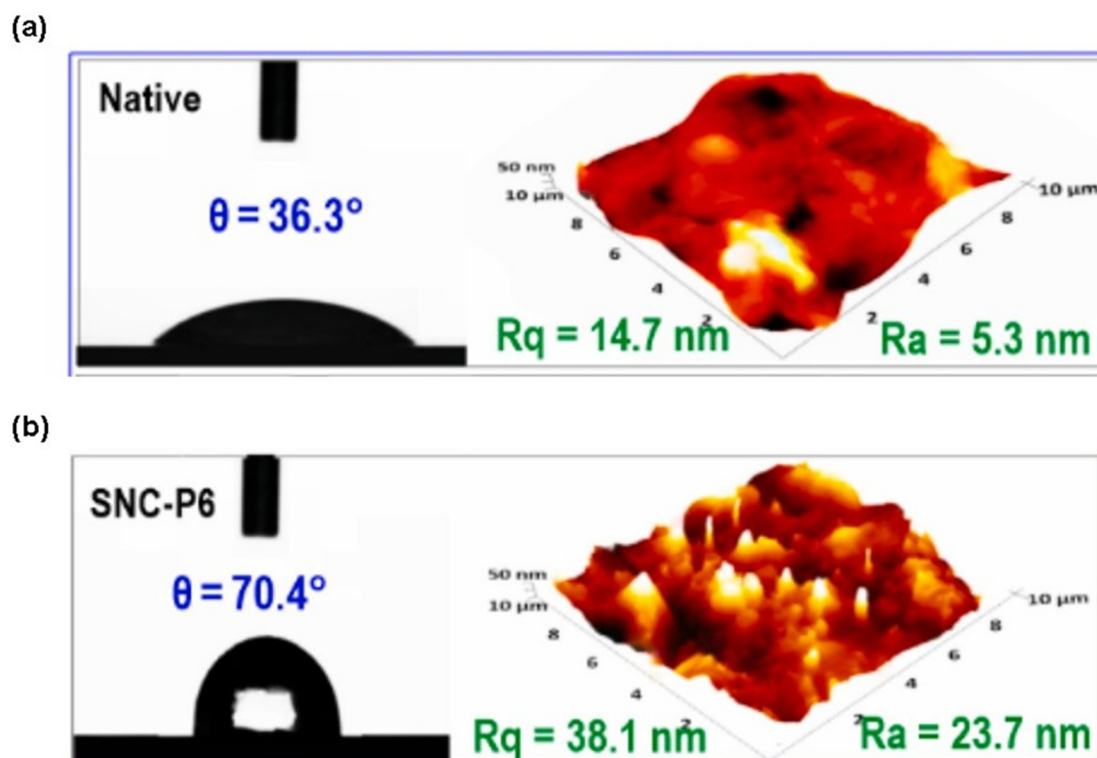 (a)
Native
θ = 36.3°
50 nm
10 µm
8
6
4
2
10 µm
8
6
4
2
Rq = 14.7 nm
Ra = 5.3 nm
(b)
SNC-P6
θ = 70.4°
50 nm
10 µm
8
6
4
2
10 µm
8
6
4
2
Rq = 38.1 nm
Ra = 23.7 nm